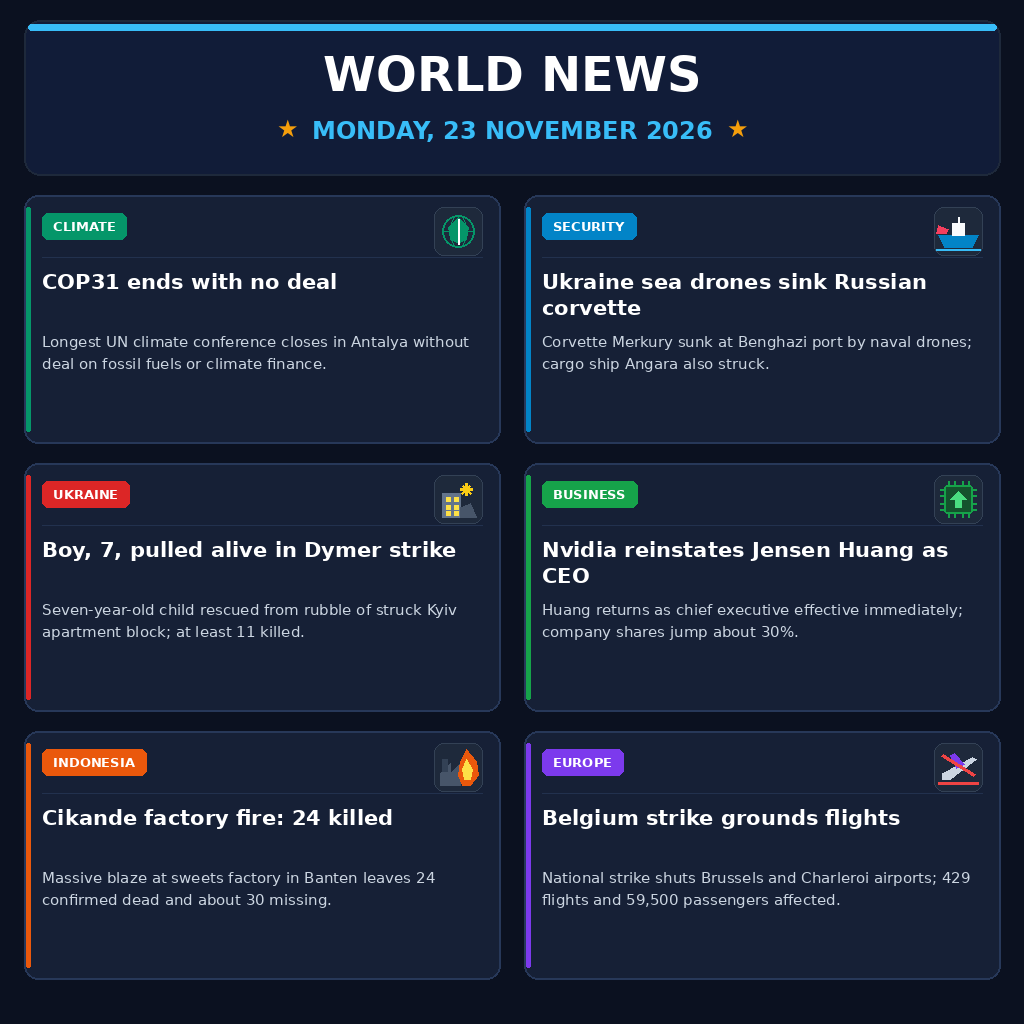 WORLD NEWS
★ MONDAY, 23 NOVEMBER 2026 ★
CLIMATE
COP31 ends with no deal
Longest UN climate conference closes in Antalya without
deal on fossil fuels or climate finance.
SECURITY
Ukraine sea drones sink Russian
corvette
Corvette Merkury sunk at Benghazi port by naval drones;
cargo ship Angara also struck.
UKRAINE
Boy, 7, pulled alive in Dymer strike
Seven-year-old child rescued from rubble of struck Kyiv
apartment block; at least 11 killed.
BUSINESS
Nvidia reinstates Jensen Huang as
CEO
Huang returns as chief executive effective immediately;
company shares jump about 30%.
INDONESIA
Cikande factory fire: 24 killed
Massive blaze at sweets factory in Banten leaves 24
confirmed dead and about 30 missing.
EUROPE
Belgium strike grounds flights
National strike shuts Brussels and Charleroi airports; 429
flights and 59,500 passengers affected.